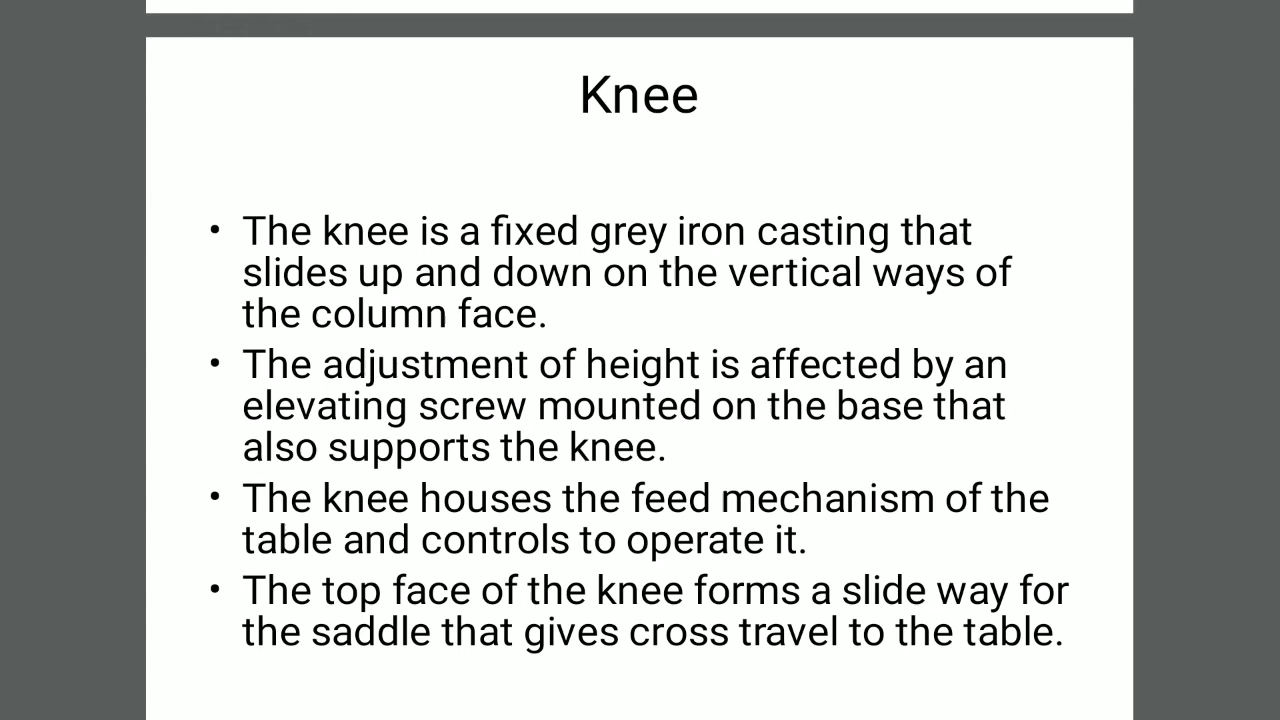 Knee
• The knee is a fixed grey iron casting that
slides up and down on the vertical ways of
the column face.
• The adjustment of height is affected by an
elevating screw mounted on the base that
also supports the knee.
• The knee houses the feed mechanism of the
table and controls to operate it.
• The top face of the knee forms a slide way for
the saddle that gives cross travel to the table.